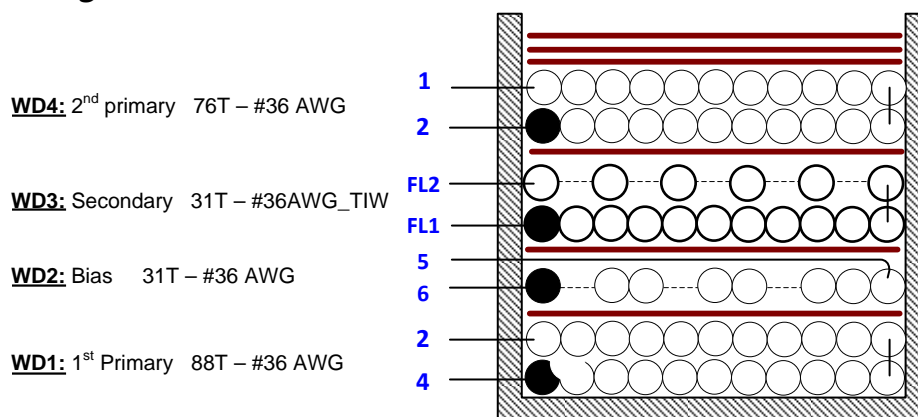 1
WD4: 2nd primary 76T – #36 AWG
2
FL2
WD3: Secondary 31T – #36AWG_TIW
FL1
5
WD2: Bias 31T – #36 AWG
6
2
WD1: 1st Primary 88T – #36 AWG
4